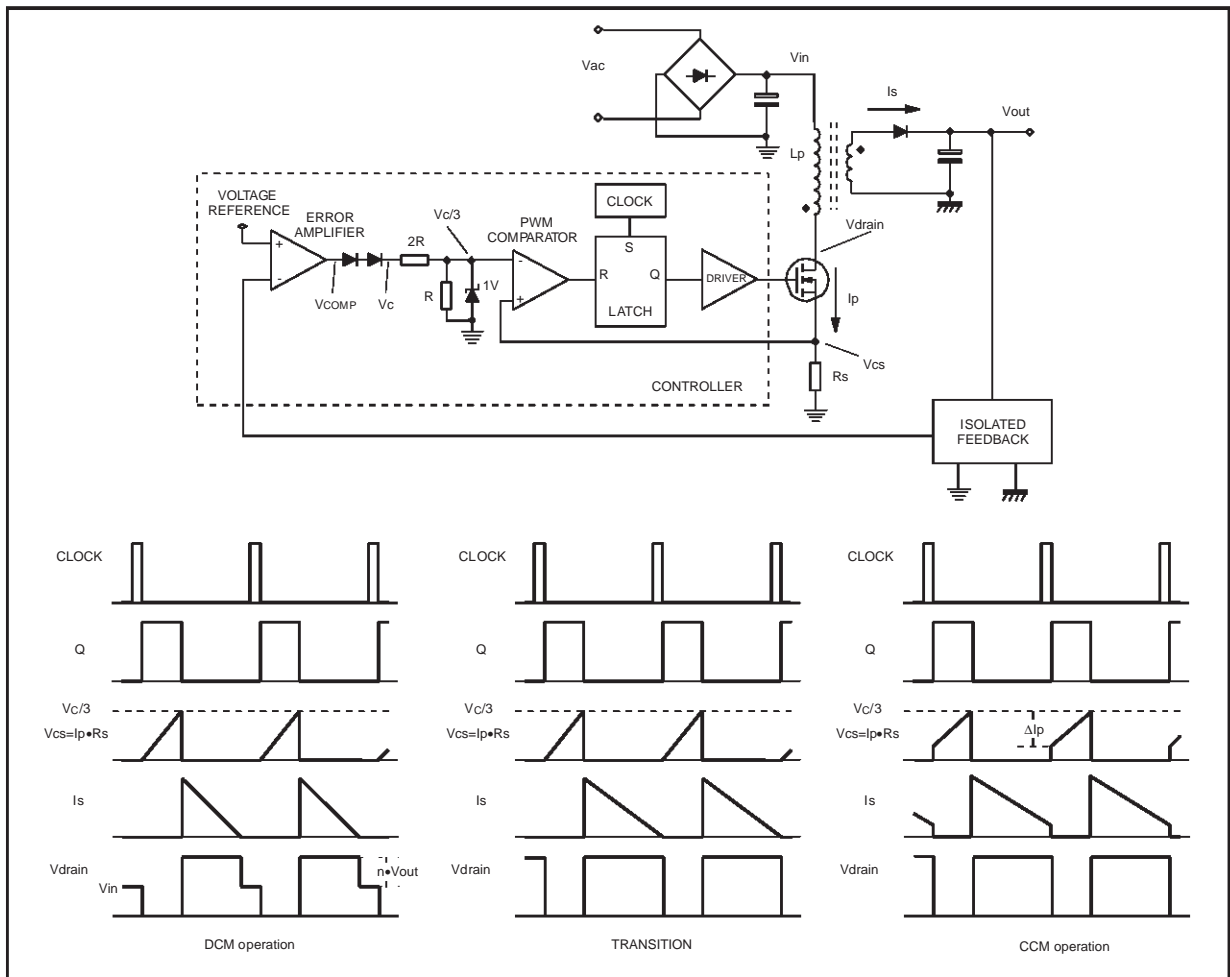 Vac
Vin
Is
Vout
Lp
VOLTAGE
REFERENCE
ERROR
AMPLIFIER
Vc/3
2R
PWM
COMPARATOR
CLOCK
S
Vdrain
+
-
-
+
R
Q
DRIVER
VCOMP
Vc
R
1V
LATCH
Ip
Vcs
Rs
CONTROLLER
ISOLATED
FEEDBACK
CLOCK
CLOCK
CLOCK
Q
Q
Q
VC/3
VC/3
VC/3
Vcs=Ip•Rs
Vcs=Ip•Rs
Vcs=Ip•Rs
ΔIp
Is
Is
Is
Vdrain
Vin
n•Vout
Vdrain
Vdrain
DCM operation
TRANSITION
CCM operation